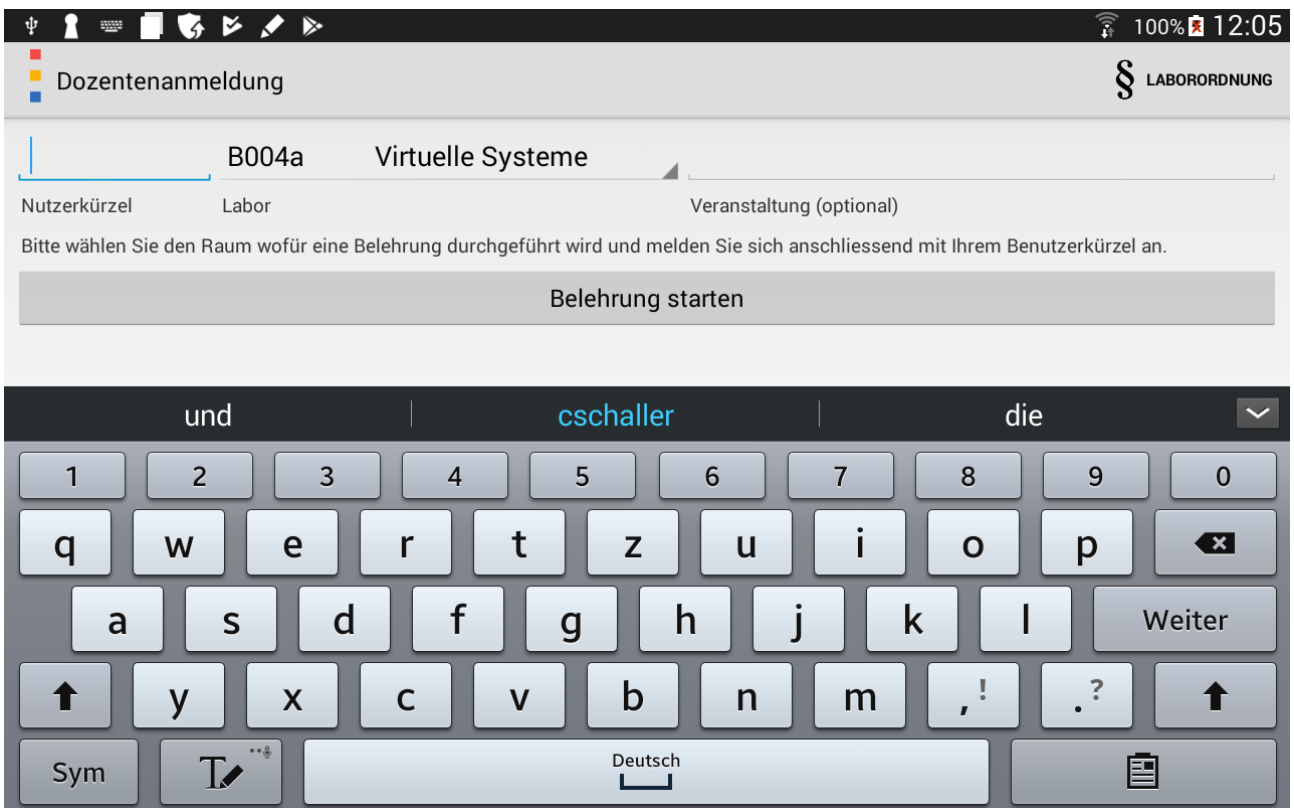 100% 12:05
Dozentenanmeldung § LABORORDNUNG
B004a Virtuelle Systeme
Nutzerkürzel Labor Veranstaltung (optional)
Bitte wählen Sie den Raum wofür eine Belehrung durchgeführt wird und melden Sie sich anschliessend mit Ihrem Benutzerkürzel an.
Belehrung starten
und cschaller die
1 2 3 4 5 6 7 8 9 0
q w e r t z u i o p
a s d f g h j k l Weiter
y x c v b n m , ! . ?
Sym T Deutsch